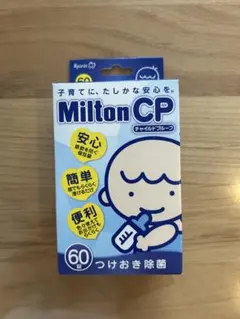 Kyorin
子育てに、たしかな安心を。
Milton CP
チャイルドプルーフ
安心
簡単
便利
60錠
つけおき除菌